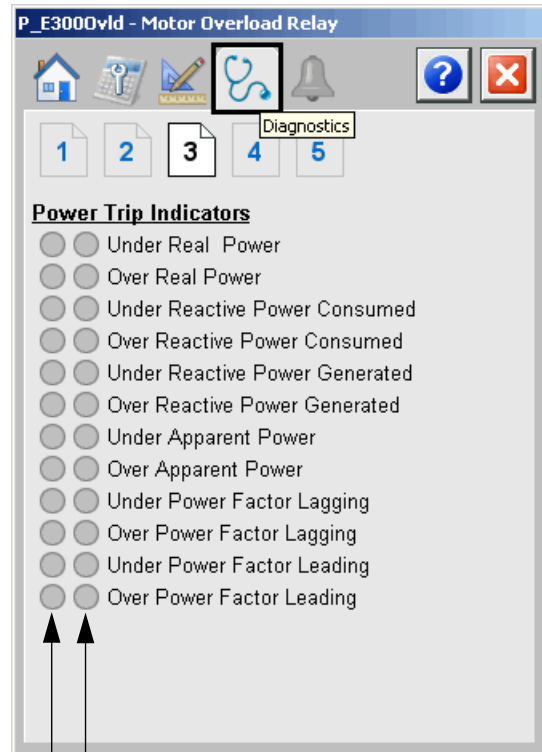 P_E300Ovld - Motor Overload Relay
?
Diagnostics
1 2 3 4 5
Power Trip Indicators
Under Real Power
Over Real Power
Under Reactive Power Consumed
Over Reactive Power Consumed
Under Reactive Power Generated
Over Reactive Power Generated
Under Apparent Power
Over Apparent Power
Under Power Factor Lagging
Over Power Factor Lagging
Under Power Factor Leading
Over Power Factor Leading